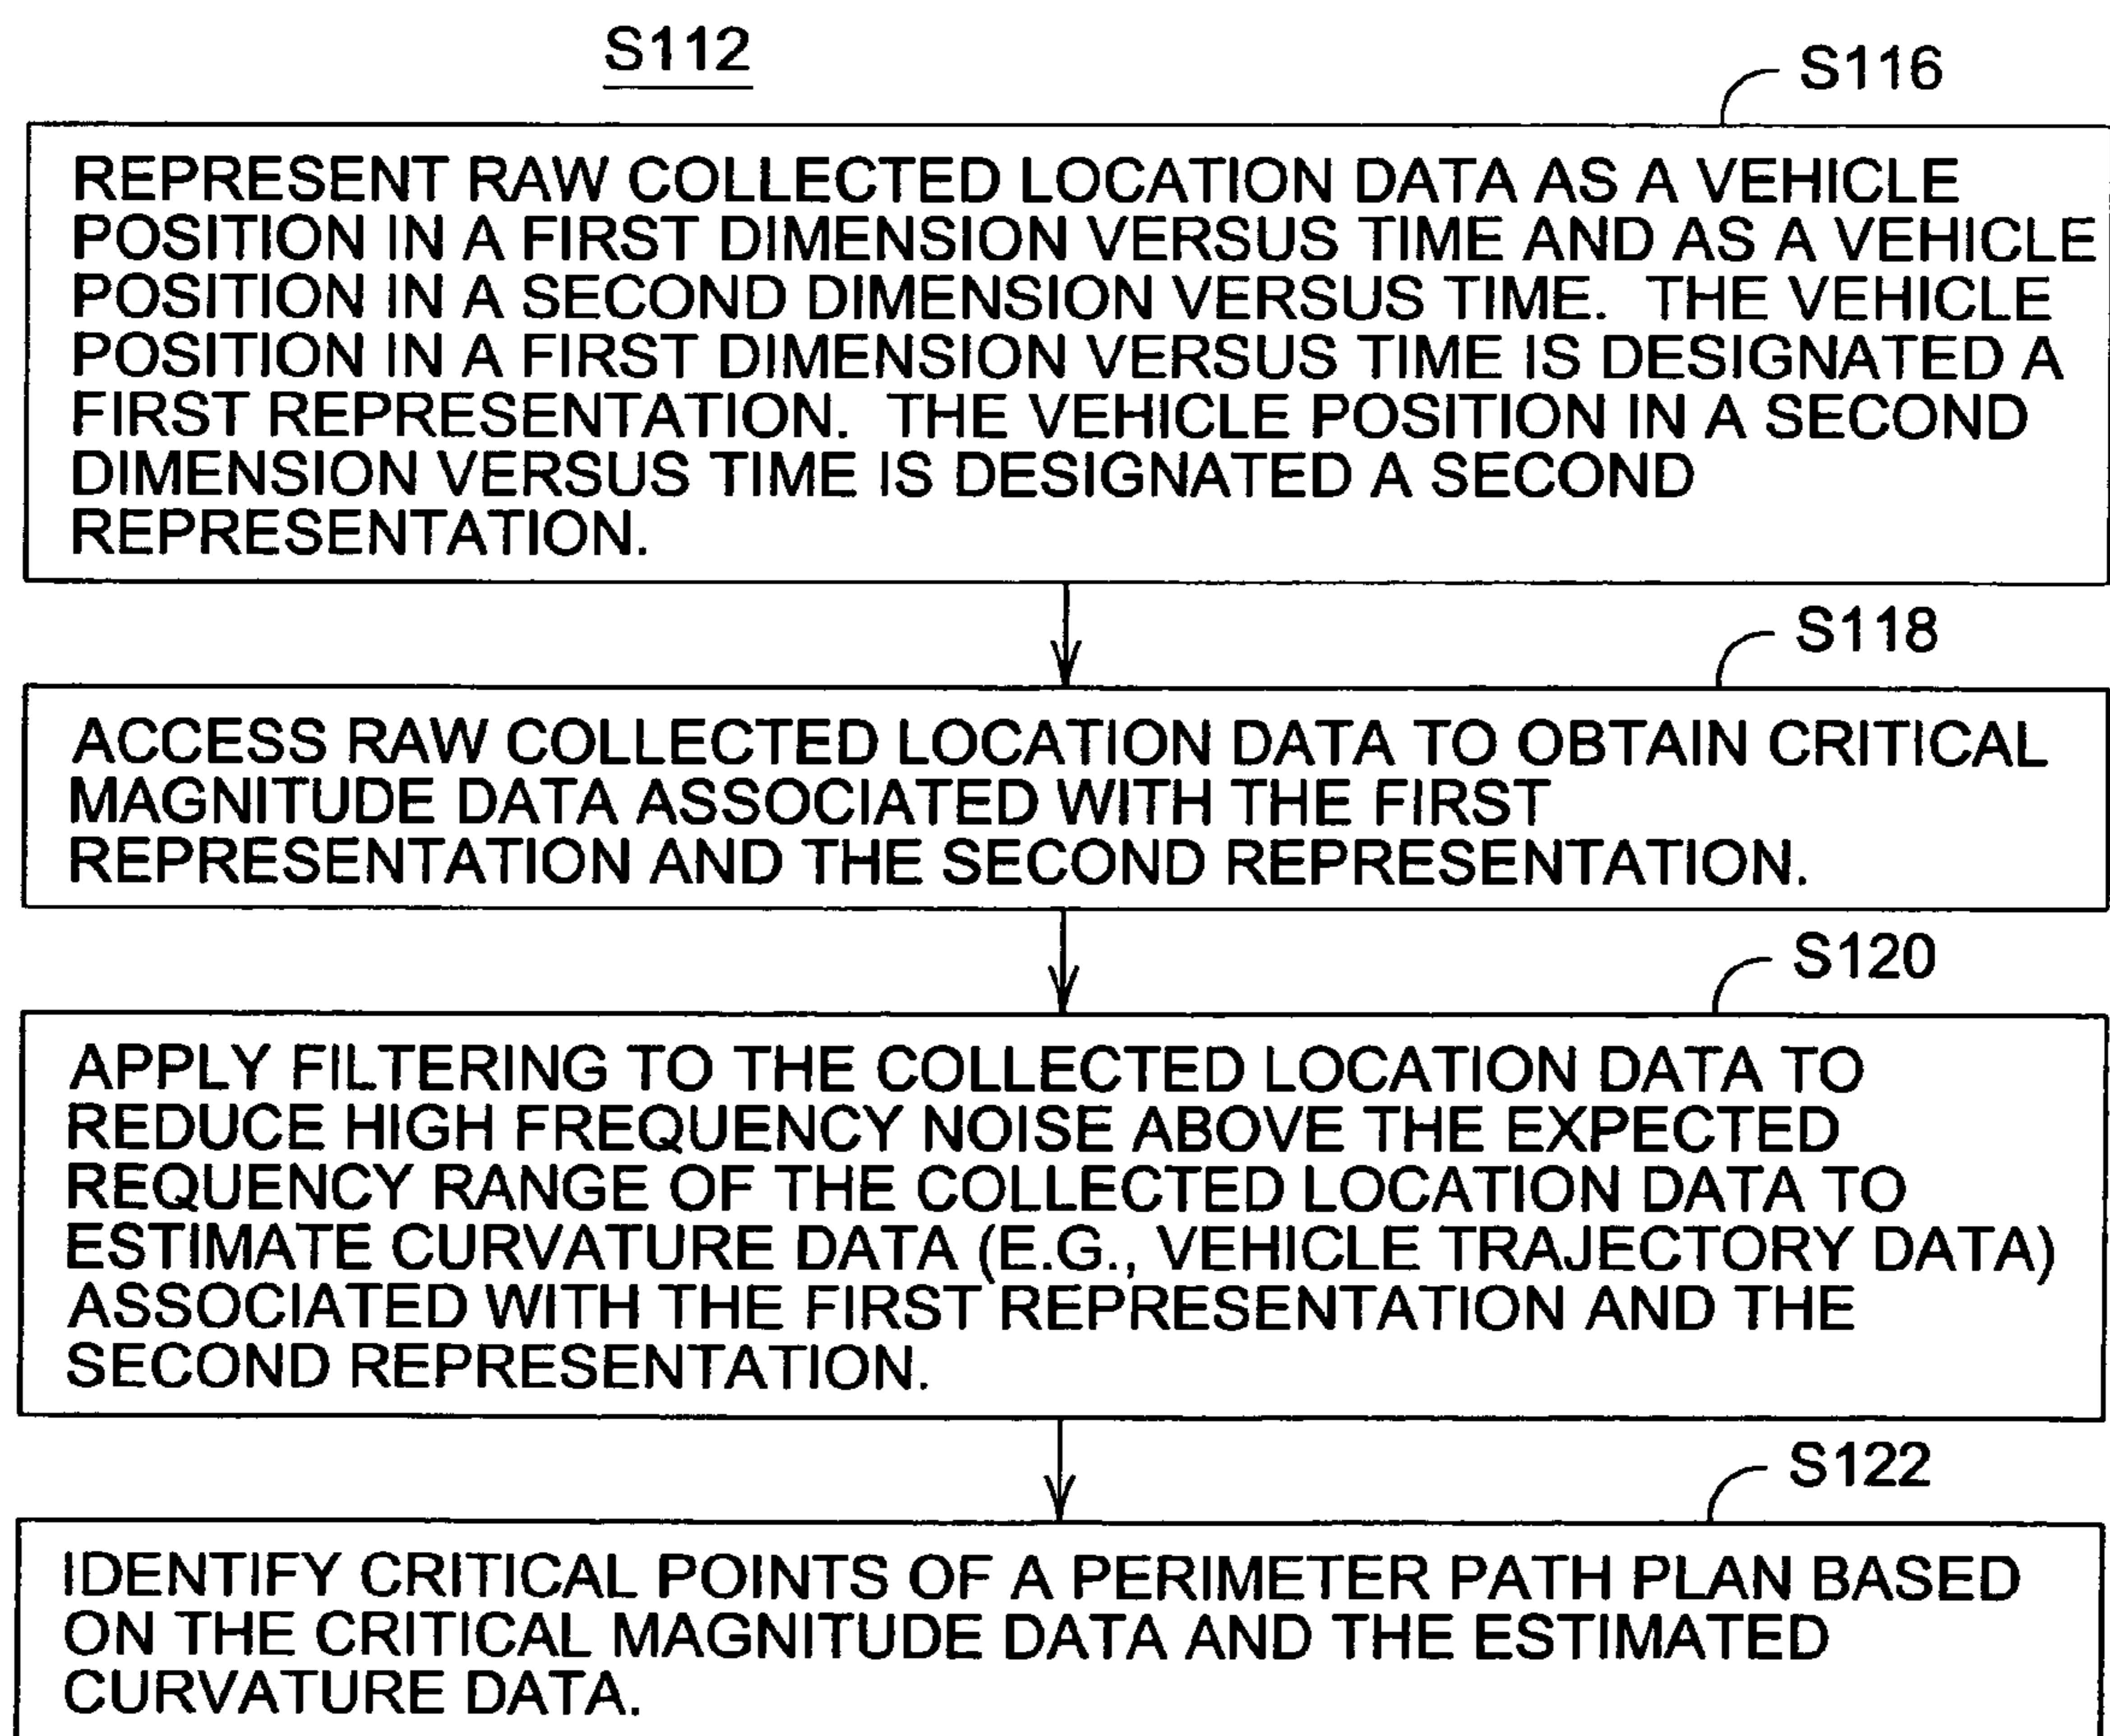 S112
S116
REPRESENT RAW COLLECTED LOCATION DATA AS A VEHICLE
POSITION IN A FIRST DIMENSION VERSUS TIME AND AS A VEHICLE
POSITION IN A SECOND DIMENSION VERSUS TIME.  THE VEHICLE
POSITION IN A FIRST DIMENSION VERSUS TIME IS DESIGNATED A
FIRST REPRESENTATION.  THE VEHICLE POSITION IN A SECOND
DIMENSION VERSUS TIME IS DESIGNATED A SECOND
REPRESENTATION.
S118
ACCESS RAW COLLECTED LOCATION DATA TO OBTAIN CRITICAL
MAGNITUDE DATA ASSOCIATED WITH THE FIRST
REPRESENTATION AND THE SECOND REPRESENTATION.
S120
APPLY FILTERING TO THE COLLECTED LOCATION DATA TO
REDUCE HIGH FREQUENCY NOISE ABOVE THE EXPECTED
REQUENCY RANGE OF THE COLLECTED LOCATION DATA TO
ESTIMATE CURVATURE DATA (E.G., VEHICLE TRAJECTORY DATA)
ASSOCIATED WITH THE FIRST REPRESENTATION AND THE
SECOND REPRESENTATION.
S122
IDENTIFY CRITICAL POINTS OF A PERIMETER PATH PLAN BASED
ON THE CRITICAL MAGNITUDE DATA AND THE ESTIMATED
CURVATURE DATA.